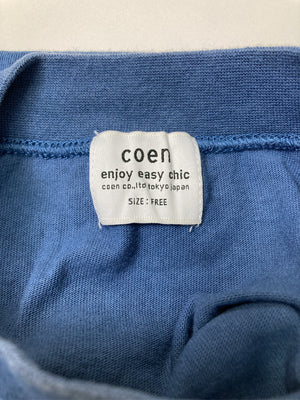 coen
enjoy easy chic
coen co.,ltd tokyo japan
SiZE : FREE